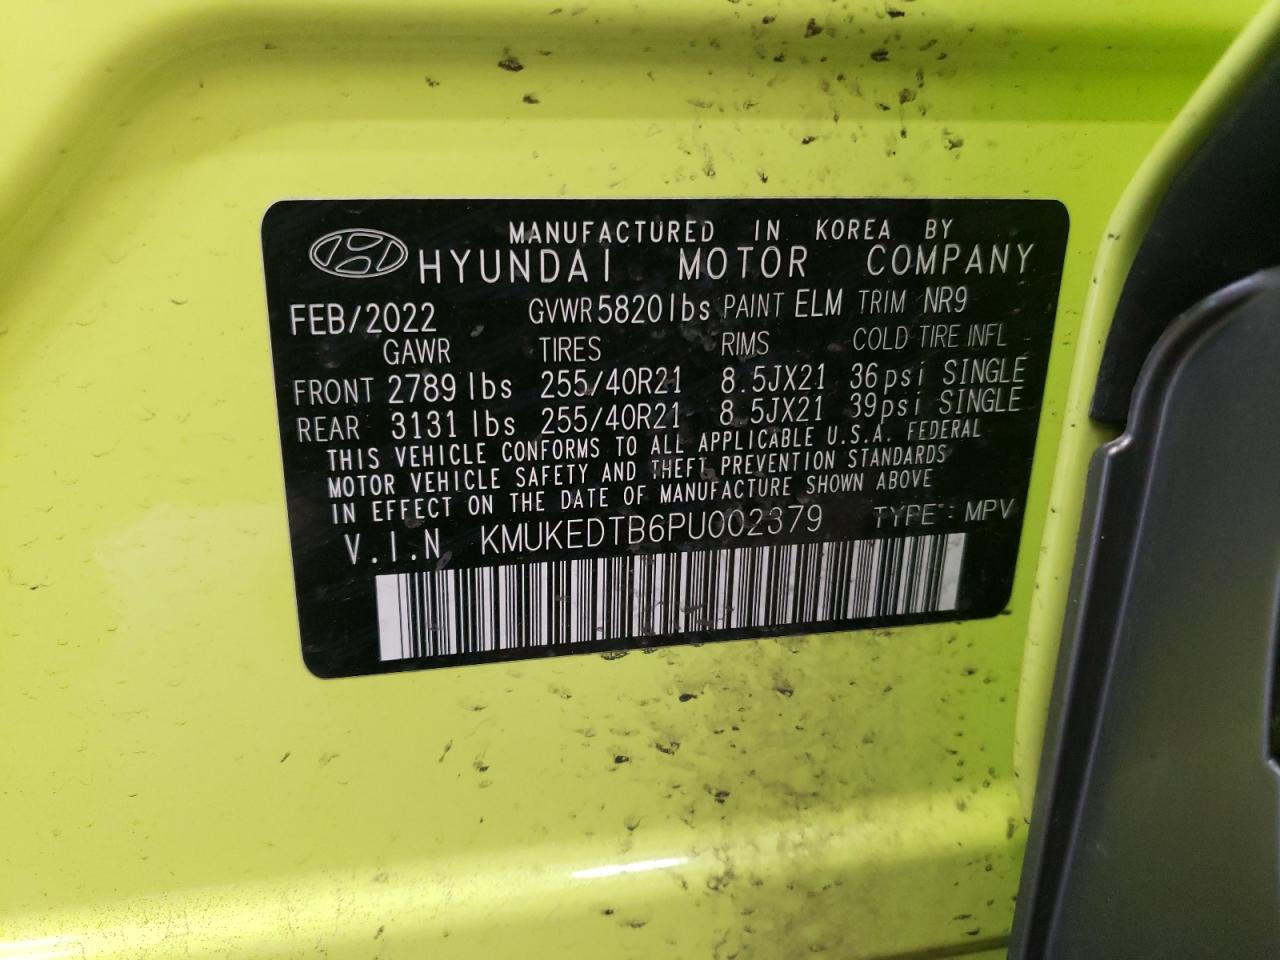 MANUFACTURED IN KOREA BY
HYUNDAI MOTOR COMPANY
FEB/2022 GVWR 5820lbs PAINT ELM TRIM NR9
GAWR TIRES RIMS COLD TIRE INFL
FRONT 2789 lbs 255/40R21 8.5JX21 36psi SINGLE
REAR 3131 lbs 255/40R21 8.5JX21 39psi SINGLE
THIS VEHICLE CONFORMS TO ALL APPLICABLE U.S.A. FEDERAL
MOTOR VEHICLE SAFETY AND THEFT PREVENTION STANDARDS
IN EFFECT ON THE DATE OF MANUFACTURE SHOWN ABOVE
V.I.N KMUKEDTB6PU002379 TYPE : MPV